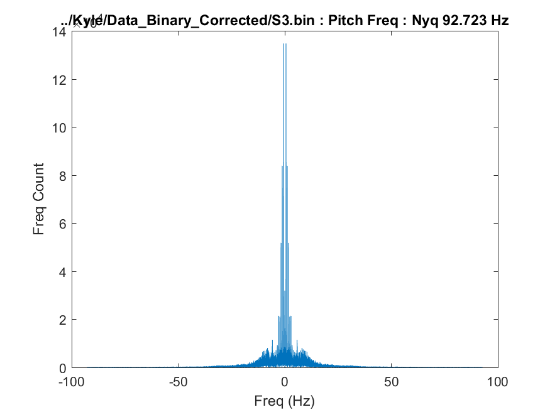 ../Kyle/Data_Binary_Corrected/S3.bin : Pitch Freq : Nyq 92.723 Hz
14
12
10
8
6
4
2
0
Freq Count
-100 -50 0 50 100
Freq (Hz)